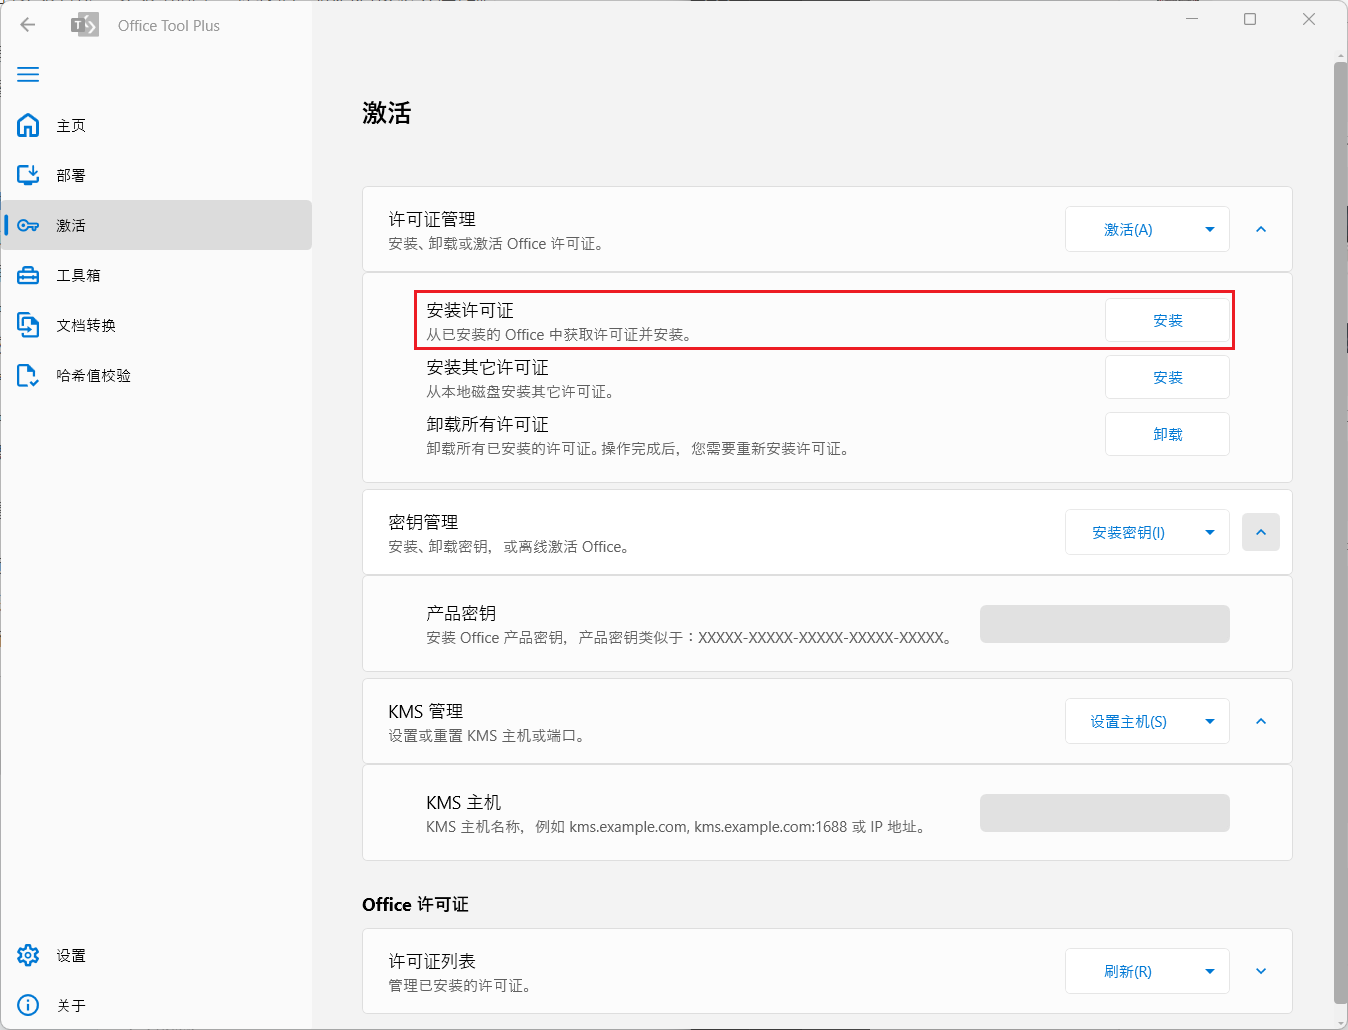 Office Tool Plus
主页
部署
激活
工具箱
文档转换
哈希值校验
设置
关于
激活
许可证管理
安装、卸载或激活 Office 许可证。
激活(A)
安装许可证
从已安装的 Office 中获取许可证并安装。
安装
安装其它许可证
从本地磁盘安装其它许可证。
安装
卸载所有许可证
卸载所有已安装的许可证。操作完成后，您需要重新安装许可证。
卸载
密钥管理
安装、卸载密钥，或离线激活 Office。
安装密钥(I)
产品密钥
安装 Office 产品密钥，产品密钥类似于：XXXXX-XXXXX-XXXXX-XXXXX-XXXXX。
KMS 管理
设置或重置 KMS 主机或端口。
设置主机(S)
KMS 主机
KMS 主机名称，例如 kms.example.com, kms.example.com:1688 或 IP 地址。
Office 许可证
许可证列表
管理已安装的许可证。
刷新(R)